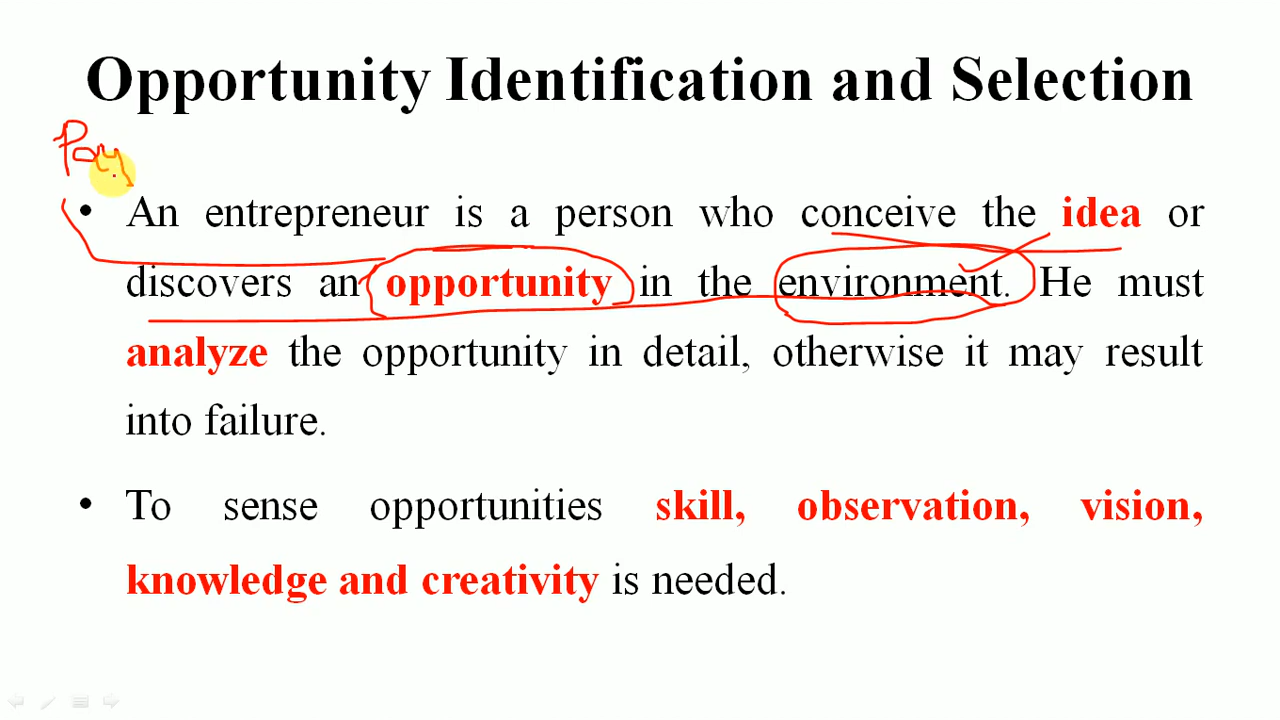 Opportunity Identification and Selection
• An entrepreneur is a person who conceive the idea or
discovers an opportunity in the environment. He must
analyze the opportunity in detail, otherwise it may result
into failure.
• To sense opportunities skill, observation, vision,
knowledge and creativity is needed.